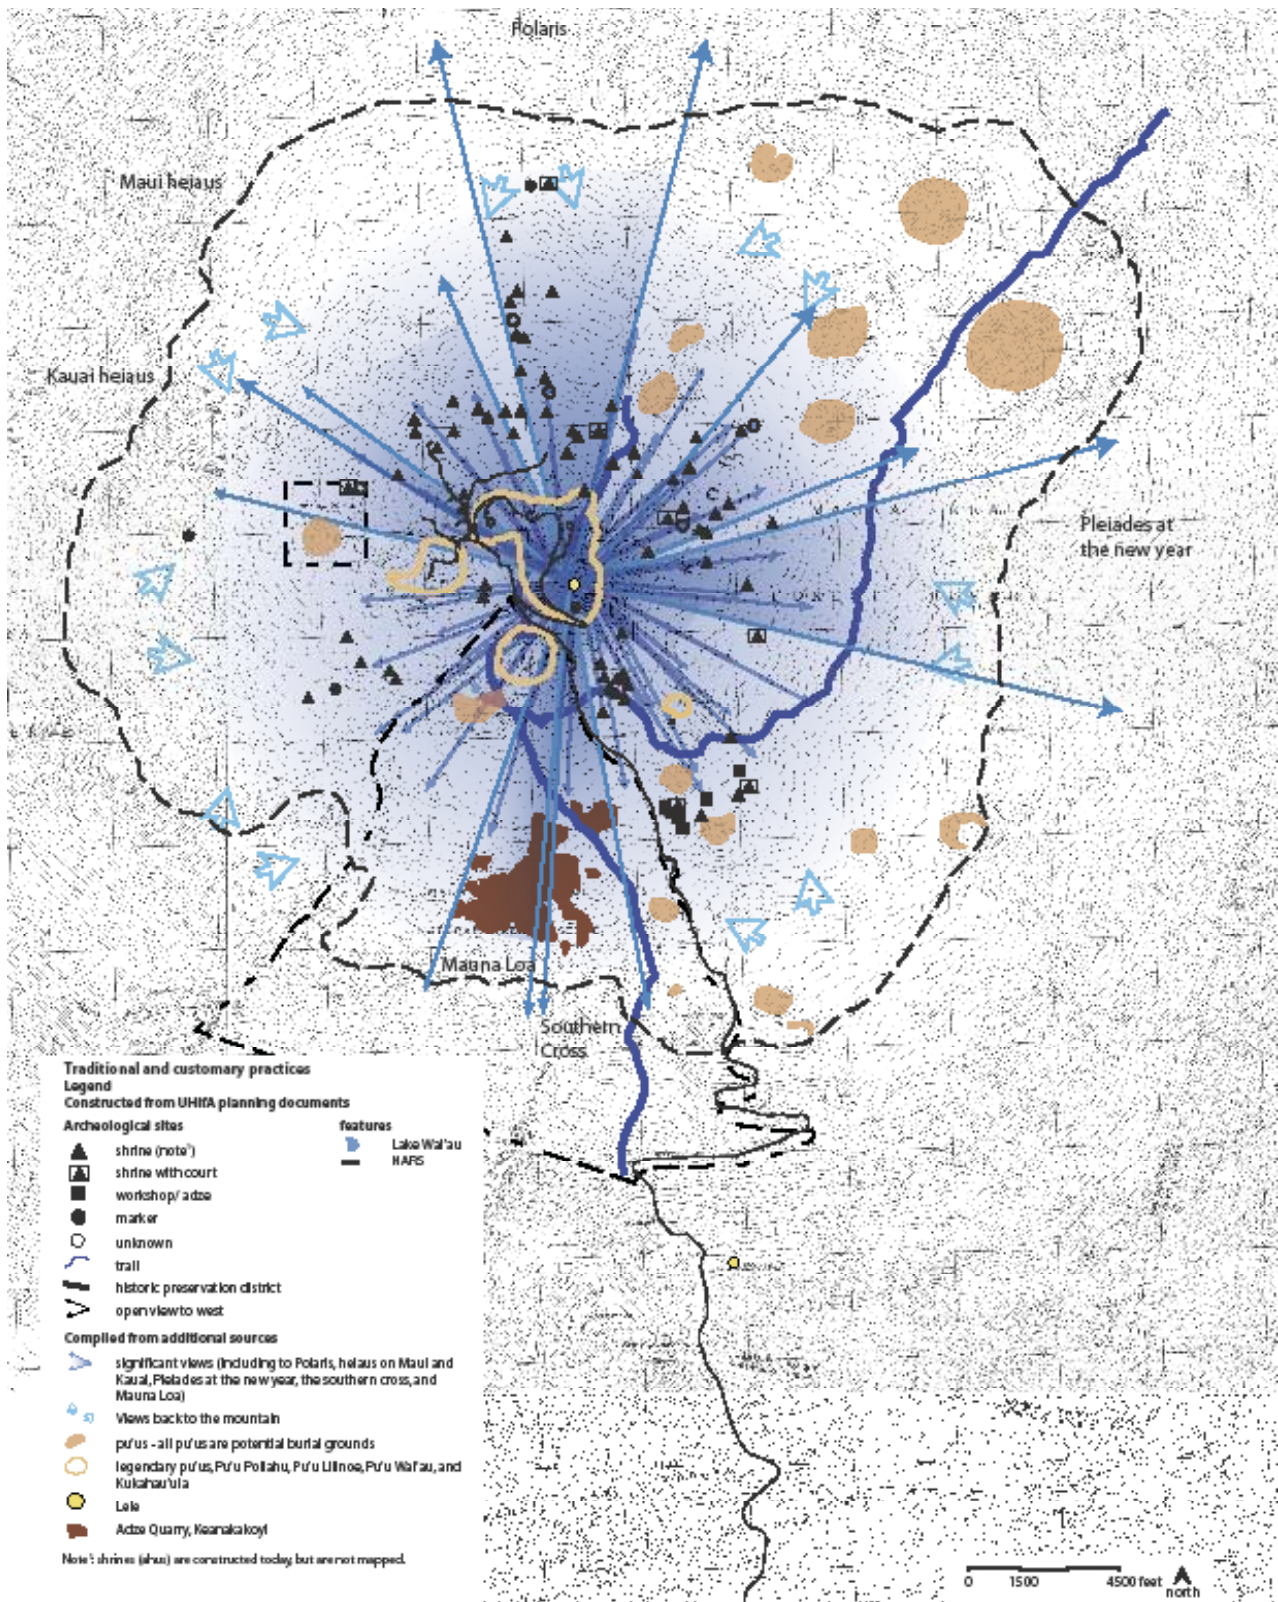 Polaris
Maui heiaus
Kauai heiaus
Pleiades at
the new year
Mauna Loa
Southern
Cross
Traditional and customary practices
Legend
Constructed from UHIfA planning documents
Archeological sites
shrine (note¹)
shrine with court
workshop/ adze
marker
unknown
trail
historic preservation district
open view to west
features
Lake Wai'au
NARS
Compiled from additional sources
significant views (including to Polaris, heiaus on Maui and
Kauai, Pleiades at the new year, the southern cross, and
Mauna Loa)
Views back to the mountain
pu'us - all pu'us are potential burial grounds
legendary pu'us, Pu'u Poliahu, Pu'u Lilinoe, Pu'u Wai'au, and
Kukahau'ula
Lele
Adze Quarry, Keanakakoyi
Note¹: shrines (ahus) are constructed today, but are not mapped.
0 1500 4500 feet
north